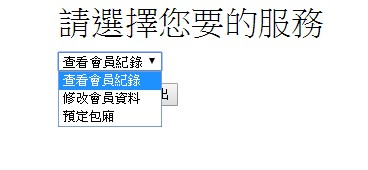 請選擇您要的服務
查看會員紀錄
查看會員紀錄
修改會員資料
出
預定包廂